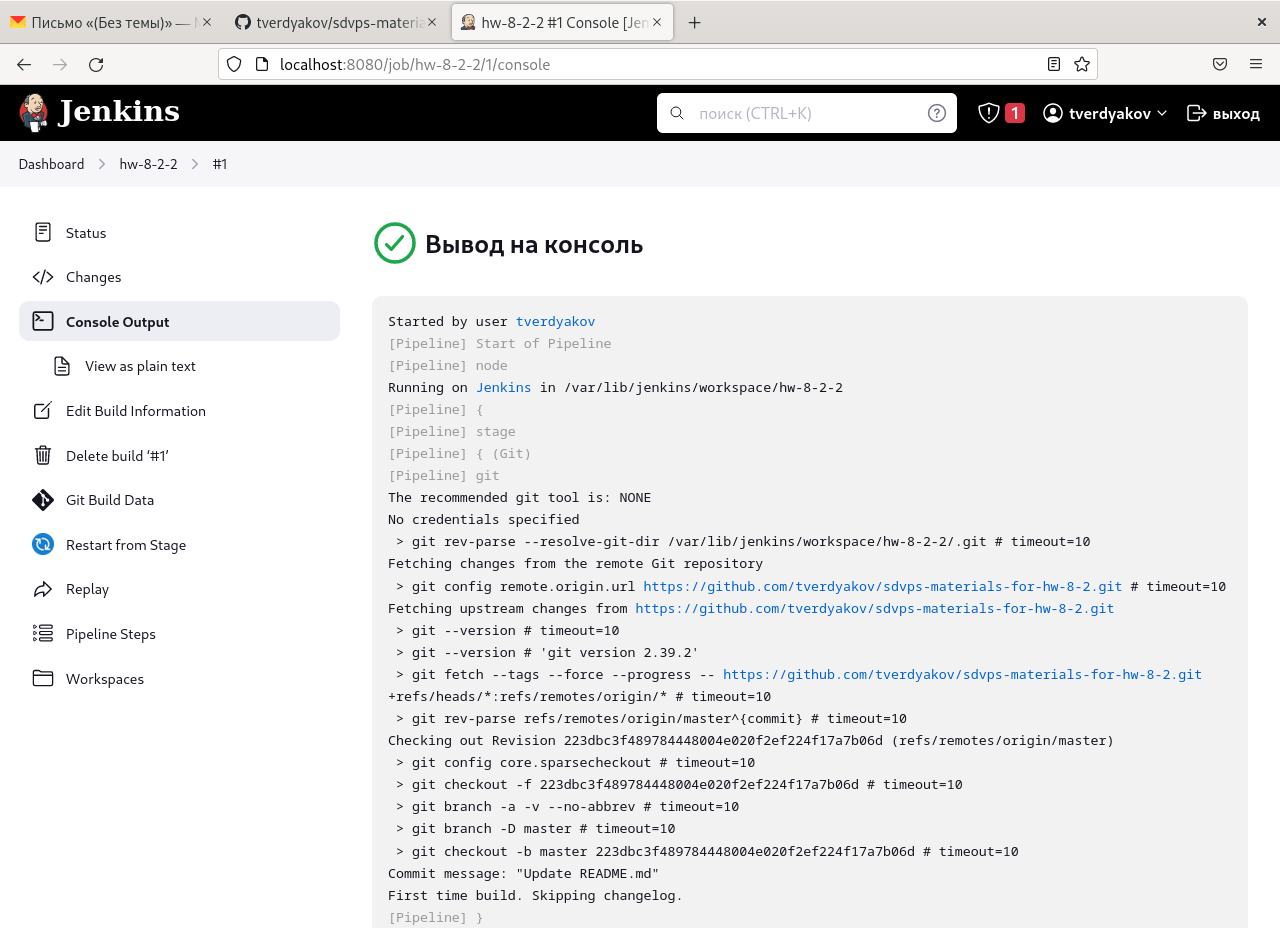 Письмо «(Без темы)» —
tverdyakov/sdvps-materia
hw-8-2-2 #1 Console [Jen
localhost:8080/job/hw-8-2-2/1/console
Jenkins
поиск (CTRL+K)
?
1
tverdyakov
выход
Dashboard
hw-8-2-2
#1
Status
Changes
Console Output
View as plain text
Edit Build Information
Delete build ‘#1’
Git Build Data
Restart from Stage
Replay
Pipeline Steps
Workspaces
Вывод на консоль
Started by user tverdyakov
[Pipeline] Start of Pipeline
[Pipeline] node
Running on Jenkins in /var/lib/jenkins/workspace/hw-8-2-2
[Pipeline] {
[Pipeline] stage
[Pipeline] { (Git)
[Pipeline] git
The recommended git tool is: NONE
No credentials specified
> git rev-parse --resolve-git-dir /var/lib/jenkins/workspace/hw-8-2-2/.git # timeout=10
Fetching changes from the remote Git repository
> git config remote.origin.url https://github.com/tverdyakov/sdvps-materials-for-hw-8-2.git # timeout=10
Fetching upstream changes from https://github.com/tverdyakov/sdvps-materials-for-hw-8-2.git
> git --version # timeout=10
> git --version # 'git version 2.39.2'
> git fetch --tags --force --progress -- https://github.com/tverdyakov/sdvps-materials-for-hw-8-2.git
+refs/heads/*:refs/remotes/origin/* # timeout=10
> git rev-parse refs/remotes/origin/master^{commit} # timeout=10
Checking out Revision 223dbc3f489784448004e020f2ef224f17a7b06d (refs/remotes/origin/master)
> git config core.sparsecheckout # timeout=10
> git checkout -f 223dbc3f489784448004e020f2ef224f17a7b06d # timeout=10
> git branch -a -v --no-abbrev # timeout=10
> git branch -D master # timeout=10
> git checkout -b master 223dbc3f489784448004e020f2ef224f17a7b06d # timeout=10
Commit message: "Update README.md"
First time build. Skipping changelog.
[Pipeline] }